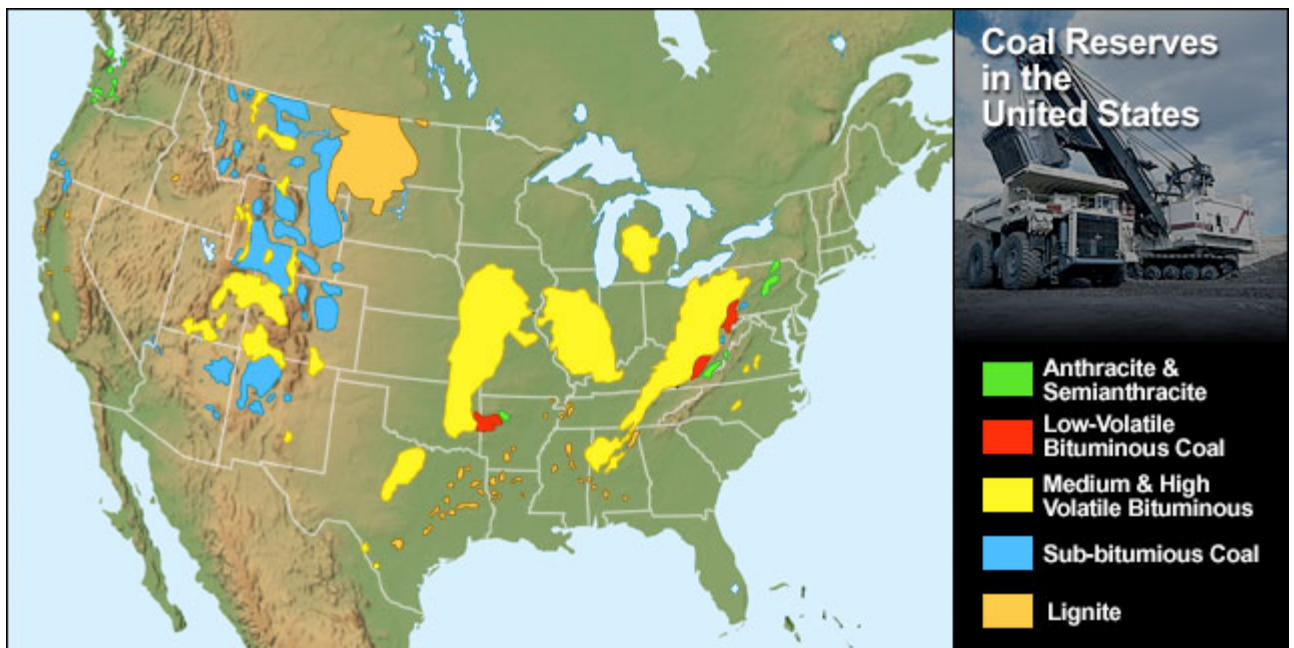 Coal Reserves
in the
United States
Anthracite &
Semianthracite
Low-Volatile
Bituminous Coal
Medium & High
Volatile Bituminous
Sub-bitumious Coal
Lignite